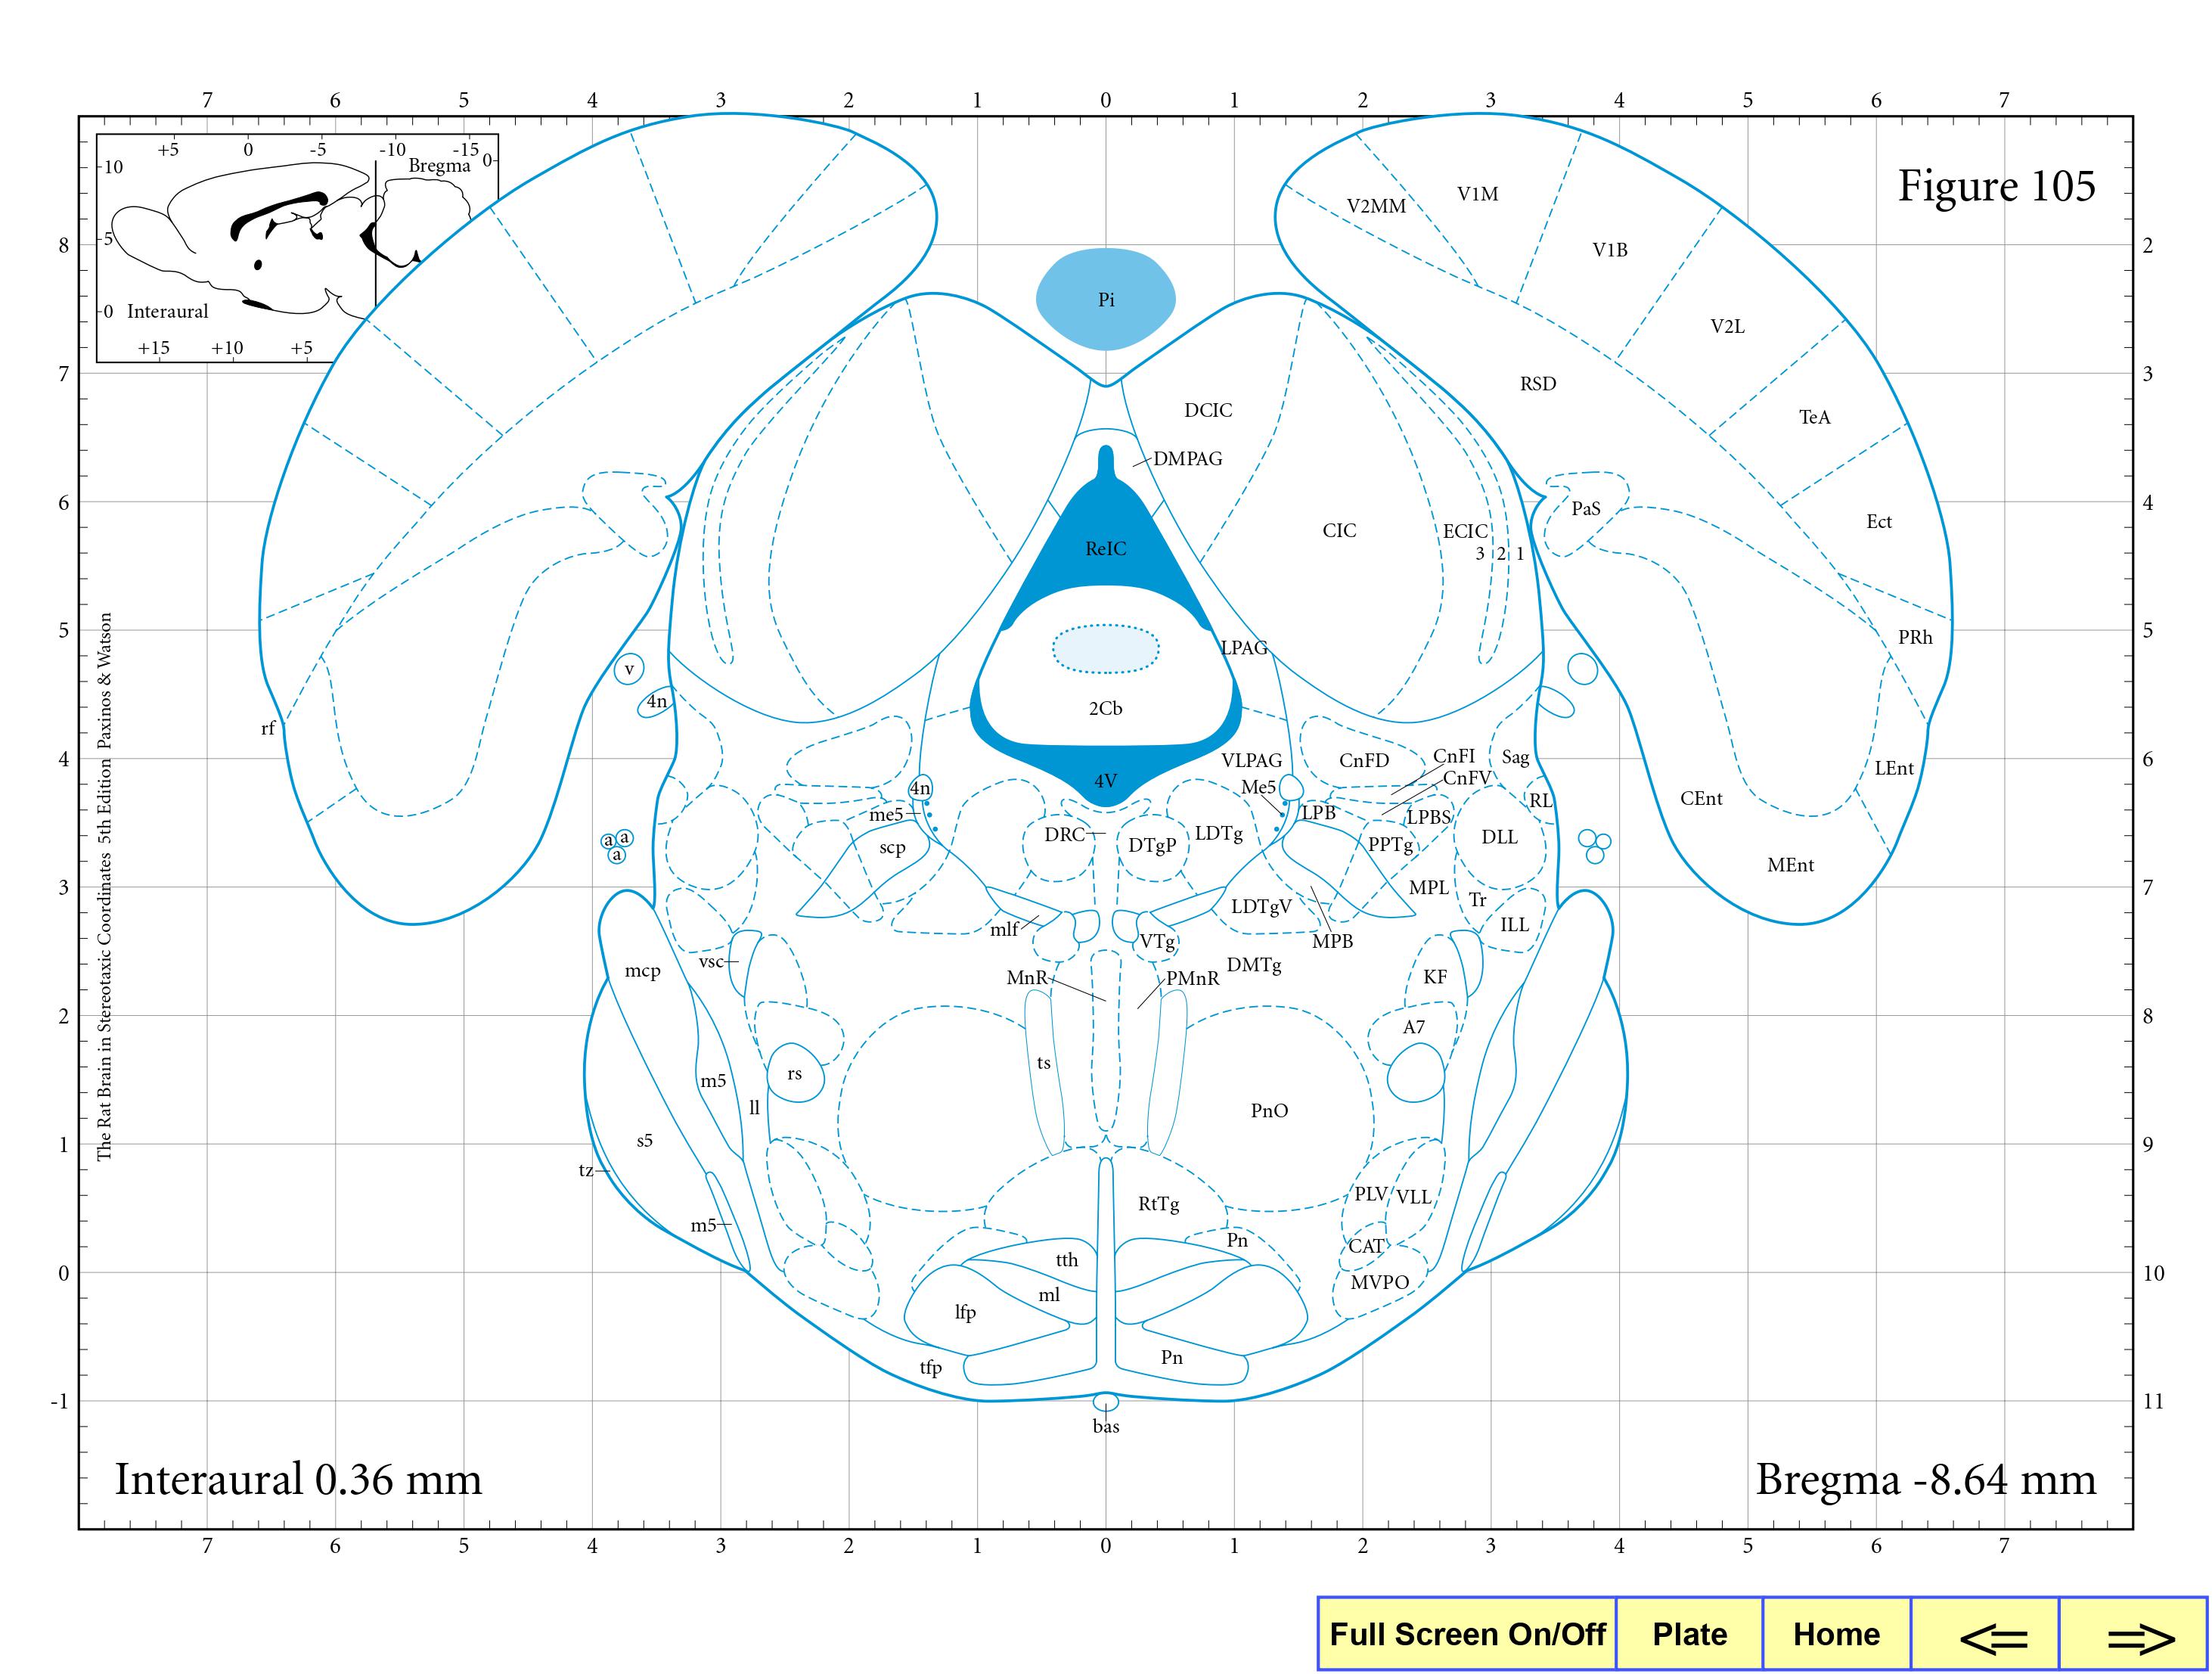 7 6 5 4 3 2 1 0 1 2 3 4 5 6 7
+5 0 -5 -10 -15
Bregma 0
10
5
0 Interaural
+15 +10 +5
Figure 105
8 2
7 3
6 4
5 5
4 6
3 7
2 8
1 9
0 10
-1 11
V2MM
V1M
V1B
V2L
TeA
Ect
PRh
LEnt
RSD
Pi
DCIC
DMPAG
ReIC
CIC
ECIC
3 2 1
PaS
LPAG
2Cb
4V
v
4n
rf
VLPAG
CnFD
CnFI
CnFV
Sag
CEnt
MEnt
4n
me5
Me5
LPB
LPBS
RL
a a
a
scp
DRC
DTgP
LDTg
PPTg
DLL
MPL
Tr
ILL
LDTgV
MPB
mlf
VTg
DMTg
KF
mcp
vsc
MnR
PMnR
A7
ts
rs
m5
ll
PnO
s5
tz
m5
RtTg
PLV VLL
Pn
CAT
MVPO
tth
ml
lfp
tfp
Pn
bas
The Rat Brain in Stereotaxic Coordinates 5th Edition Paxinos & Watson
Interaural 0.36 mm
Bregma -8.64 mm
7 6 5 4 3 2 1 0 1 2 3 4 5 6 7
Full Screen On/Off Plate Home <= =>